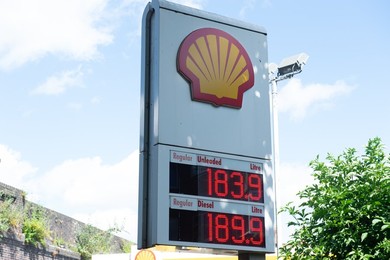 Regular Unleaded Litre
183.9
Regular Diesel Litre
189.9